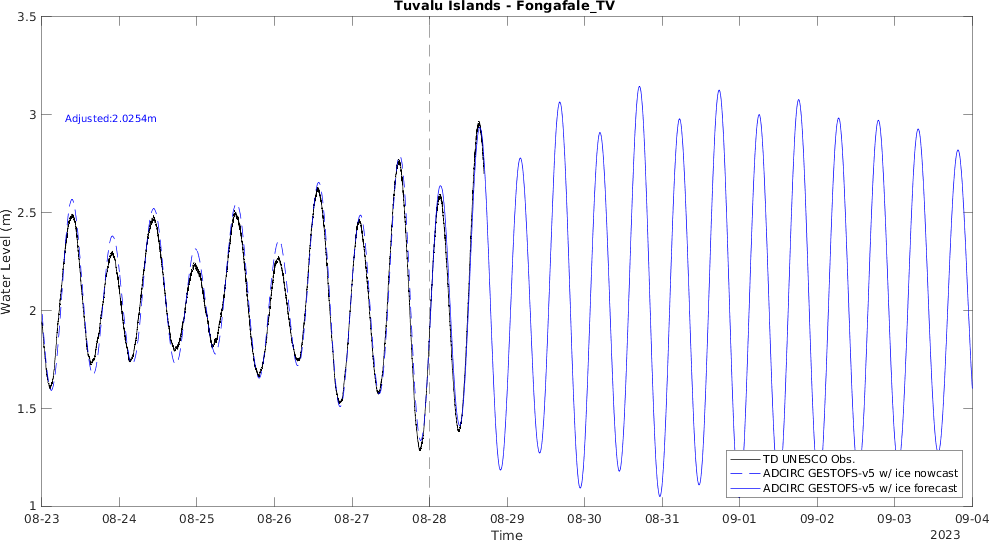 Tuvalu Islands - Fongafale_TV
3.5
3
2.5
2
1.5
1
Water Level (m)
Adjusted:2.0254m
TD UNESCO Obs.
ADCIRC GESTOFS-v5 w/ ice nowcast
ADCIRC GESTOFS-v5 w/ ice forecast
08-23 08-24 08-25 08-26 08-27 08-28 08-29 08-30 08-31 09-01 09-02 09-03 09-04
Time
2023